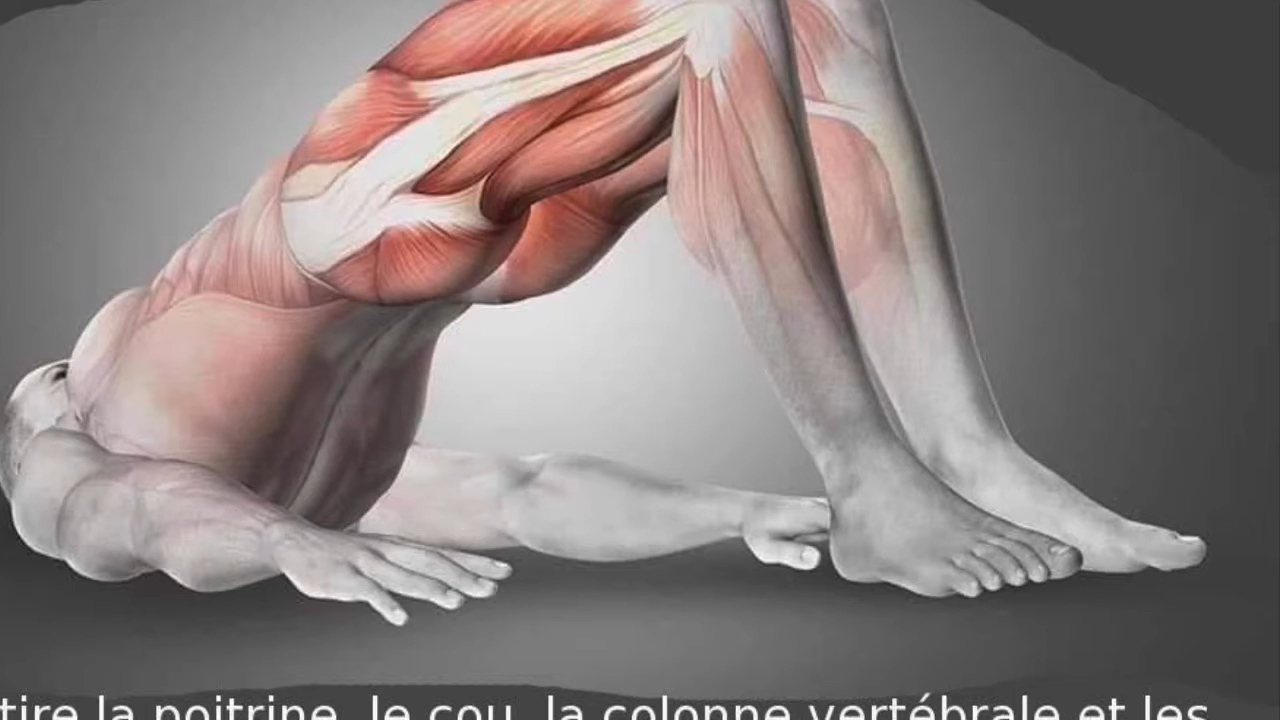 tire la poitrine, le cou, la colonne vertébrale et les